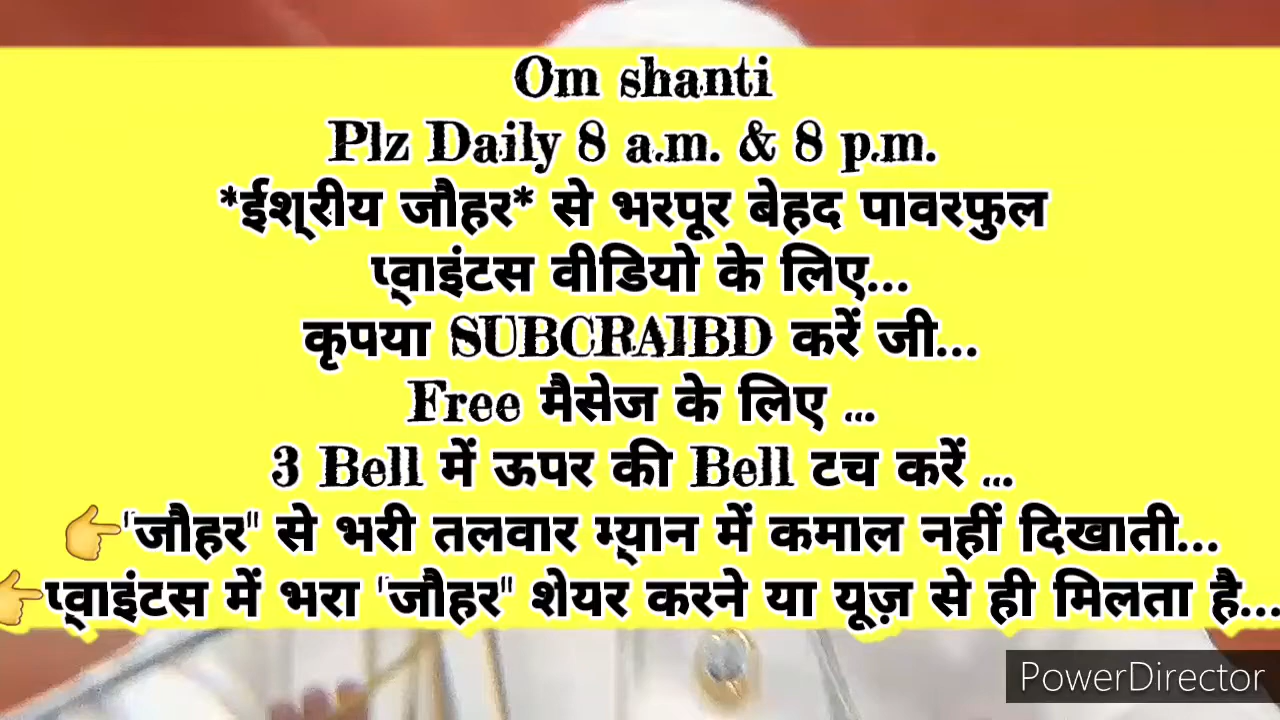 Om shanti
Plz Daily 8 a.m. & 8 p.m.
*ईश्रीय जौहर* से भरपूर बेहद पावरफुल
प्वाइंटस वीडियो के लिए...
कृपया SUBCRAIBD करें जी...
Free मैसेज के लिए ...
3 Bell में ऊपर की Bell टच करें ...
👉"जौहर" से भरी तलवार म्यान में कमाल नहीं दिखाती...
👉प्वाइंटस में भरा "जौहर" शेयर करने या यूज़ से ही मिलता है...
PowerDirector